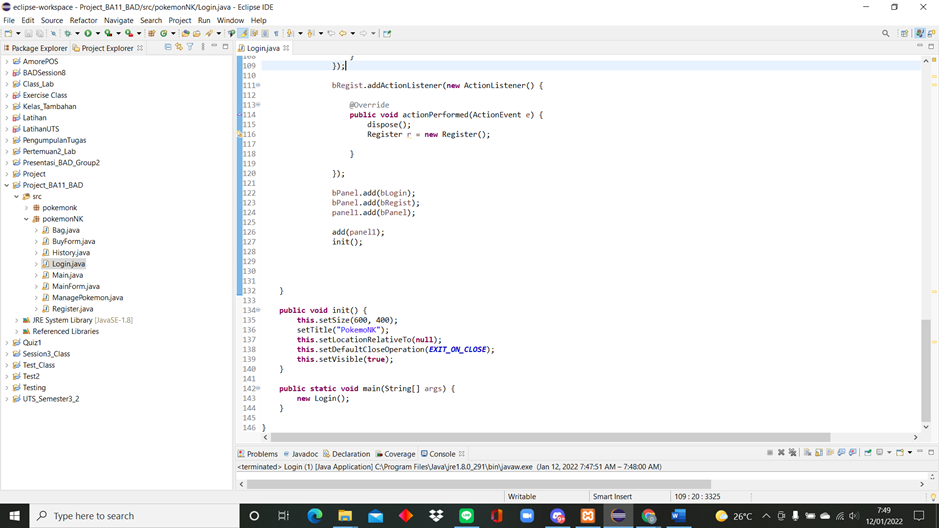 eclipse-workspace - Project_BA11_BAD/src/pokemonNK/Login.java - Eclipse IDE
File Edit Source Refactor Navigate Search Project Run Window Help
Package Explorer Project Explorer
AmorePOS
BADSession8
Class_Lab
Exercise Class
Kelas_Tambahan
Latihan
LatihanUTS
PengumpulanTugas
Pertemuan2_Lab
Presentasi_BAD_Group2
Project
Project_BA11_BAD
src
pokemonk
pokemonNK
Bag.java
BuyForm.java
History.java
Login.java
Main.java
MainForm.java
ManagePokemon.java
Register.java
JRE System Library [JavaSE-1.8]
Referenced Libraries
Quiz1
Session3_Class
Test_Class
Test2
Testing
UTS_Semester3_2
Login.java
108 }
109 });
110
111 bRegist.addActionListener(new ActionListener() {
112
113 @Override
114 public void actionPerformed(ActionEvent e) {
115 dispose();
116 Register r = new Register();
117
118 }
119
120 });
121
122 bPanel.add(bLogin);
123 bPanel.add(bRegist);
124 panel1.add(bPanel);
125
126 add(panel1);
127 init();
128
129
130
131
132 }
133
134 public void init() {
135 this.setSize(600, 400);
136 setTitle("PokemoNK");
137 this.setLocationRelativeTo(null);
138 this.setDefaultCloseOperation(EXIT_ON_CLOSE);
139 this.setVisible(true);
140 }
141
142 public static void main(String[] args) {
143 new Login();
144 }
145
146 }
Problems Javadoc Declaration Coverage Console
<terminated> Login (1) [Java Application] C:\Program Files\Java\jre1.8.0_291\bin\javaw.exe (Jan 12, 2022 7:47:51 AM – 7:48:00 AM)
Writable Smart Insert 109 : 20 : 3325
Type here to search
26°C
7:49
12/01/2022